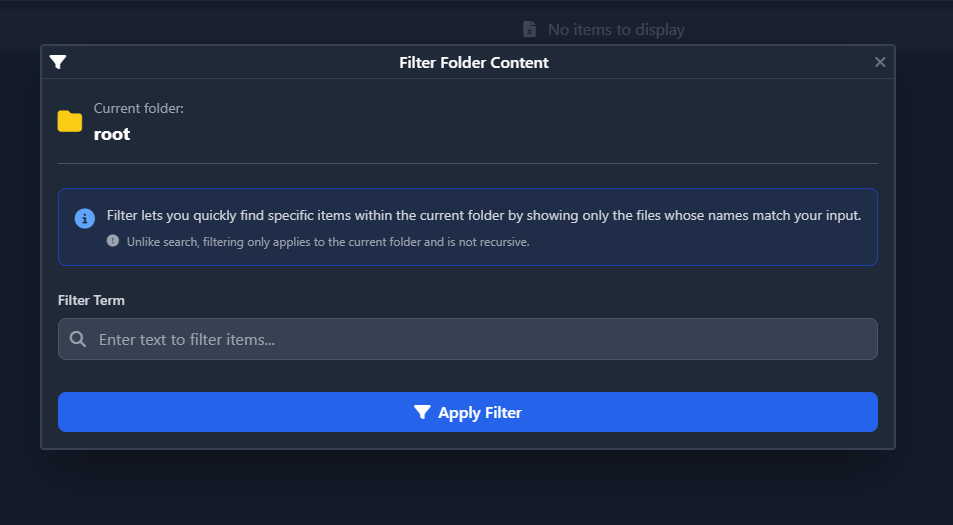 No items to display
Filter Folder Content
Current folder:
root
Filter lets you quickly find specific items within the current folder by showing only the files whose names match your input.
Unlike search, filtering only applies to the current folder and is not recursive.
Filter Term
Enter text to filter items...
Apply Filter